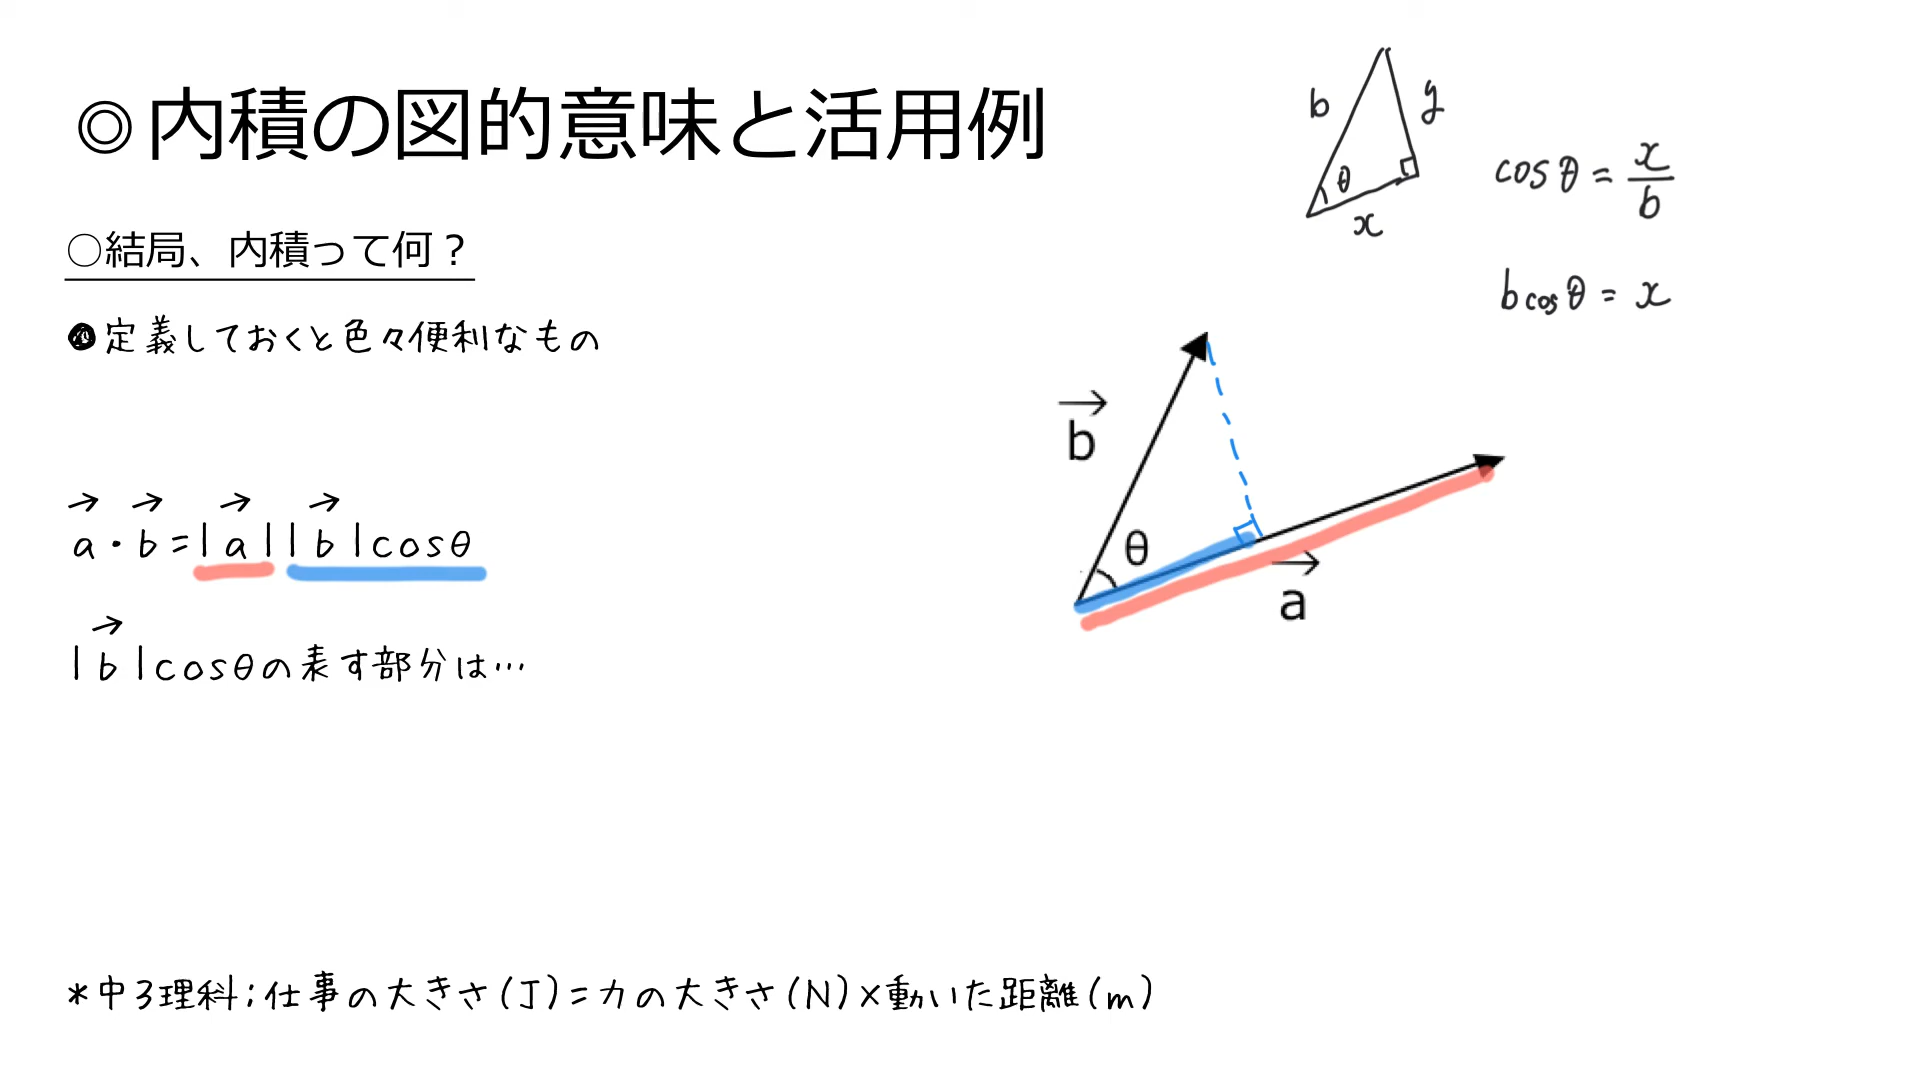 ◎内積の図的意味と活用例
○結局、内積って何？
定義しておくと色々便利なもの
→ → → →
a・b=|a||b|cosθ
→
|b|cosθの表す部分は…
*中3理科:仕事の大きさ(J)=力の大きさ(N)×動いた距離(m)
b y
θ
x
cosθ = x/b
bcosθ = x
→
b
θ
→
a